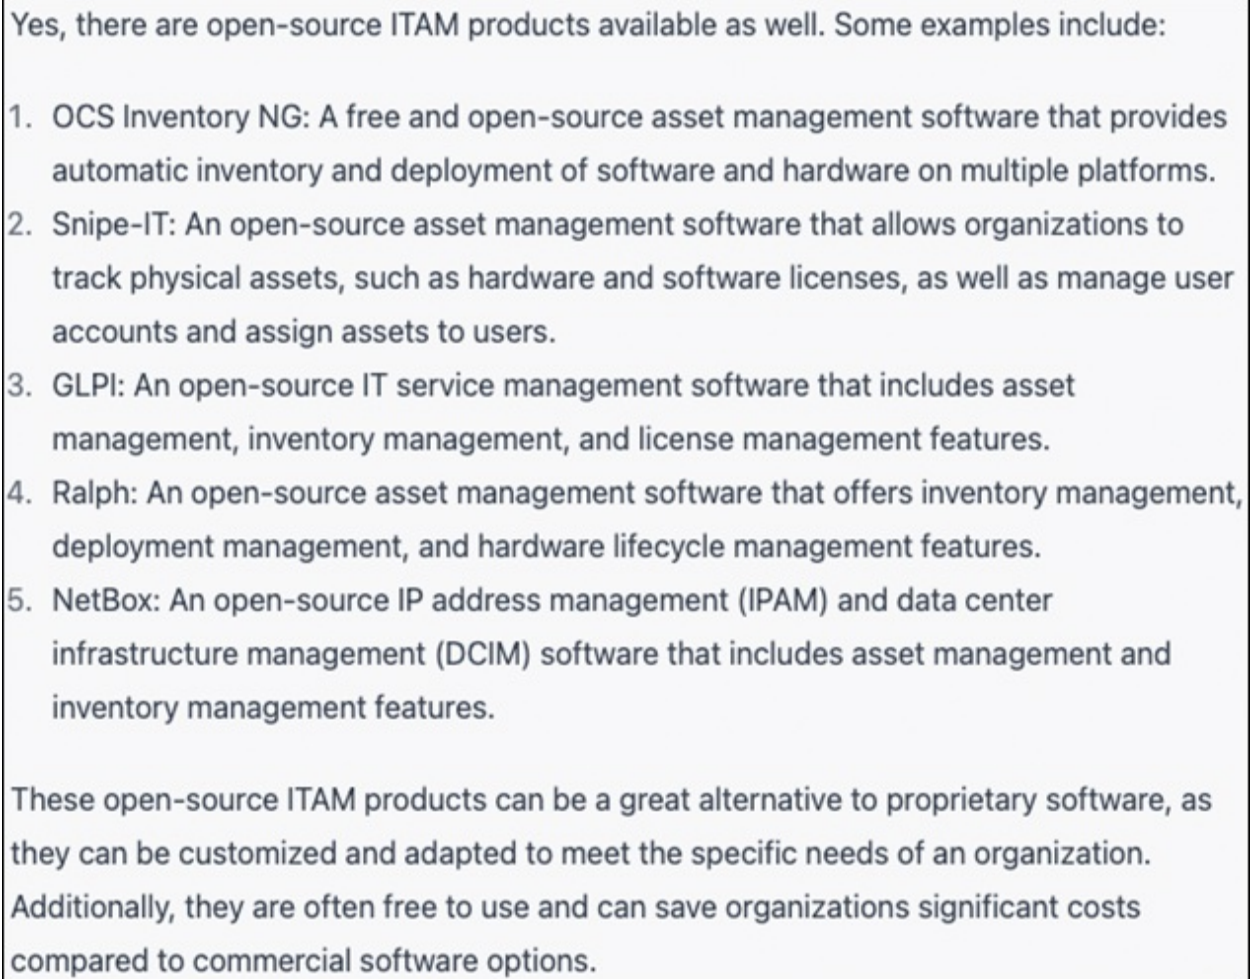 Yes, there are open-source ITAM products available as well. Some examples include:
1. OCS Inventory NG: A free and open-source asset management software that provides
automatic inventory and deployment of software and hardware on multiple platforms.
2. Snipe-IT: An open-source asset management software that allows organizations to
track physical assets, such as hardware and software licenses, as well as manage user
accounts and assign assets to users.
3. GLPI: An open-source IT service management software that includes asset
management, inventory management, and license management features.
4. Ralph: An open-source asset management software that offers inventory management,
deployment management, and hardware lifecycle management features.
5. NetBox: An open-source IP address management (IPAM) and data center
infrastructure management (DCIM) software that includes asset management and
inventory management features.
These open-source ITAM products can be a great alternative to proprietary software, as
they can be customized and adapted to meet the specific needs of an organization.
Additionally, they are often free to use and can save organizations significant costs
compared to commercial software options.